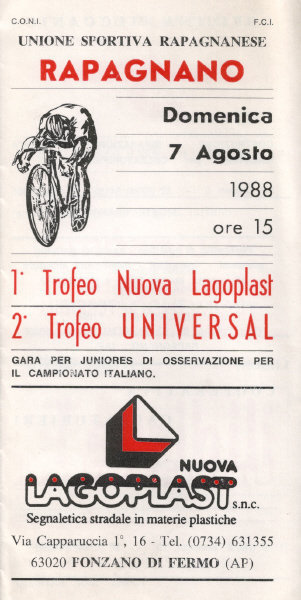 C.O.N.I. F.C.I.
UNIONE SPORTIVA RAPAGNANESE
RAPAGNANO
Domenica
7 Agosto
1988
ore 15
1° Trofeo Nuova Lagoplast
2° Trofeo UNIVERSAL
GARA PER JUNIORES DI OSSERVAZIONE PER
IL CAMPIONATO ITALIANO.
NUOVA
LAGOPLAST s.n.c.
Segnaletica stradale in materie plastiche
Via Capparuccia 1°, 16 - Tel. (0734) 631355
63020 FONZANO DI FERMO (AP)